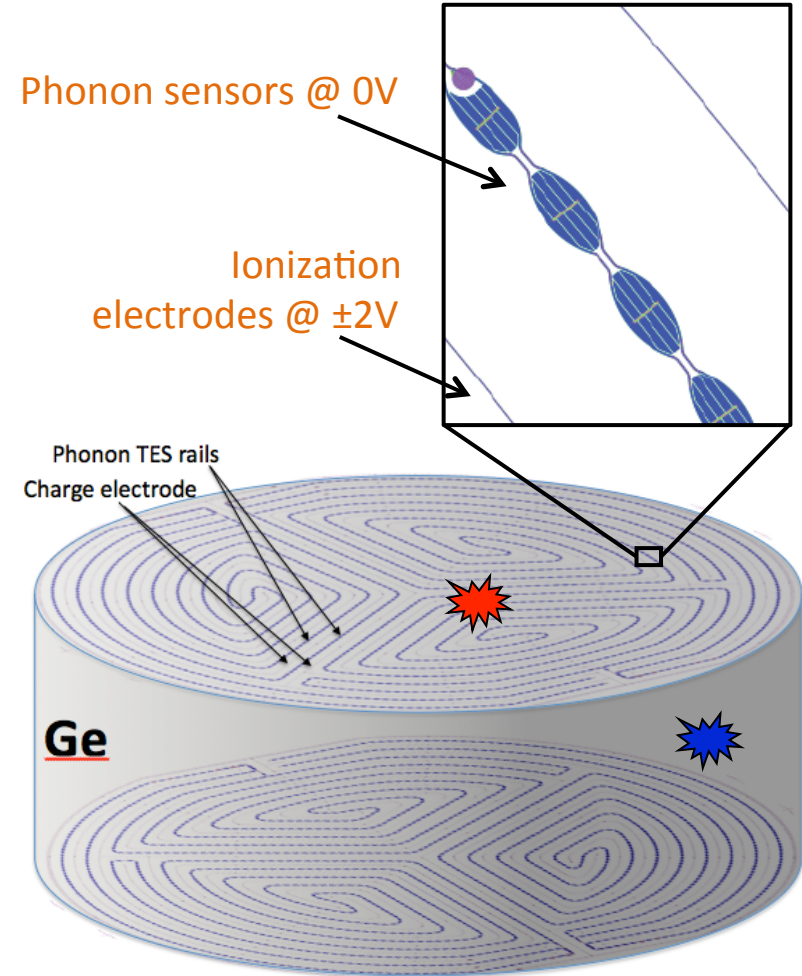 Phonon sensors @ 0V
Ionization
electrodes @ ±2V
Phonon TES rails
Charge electrode
Ge